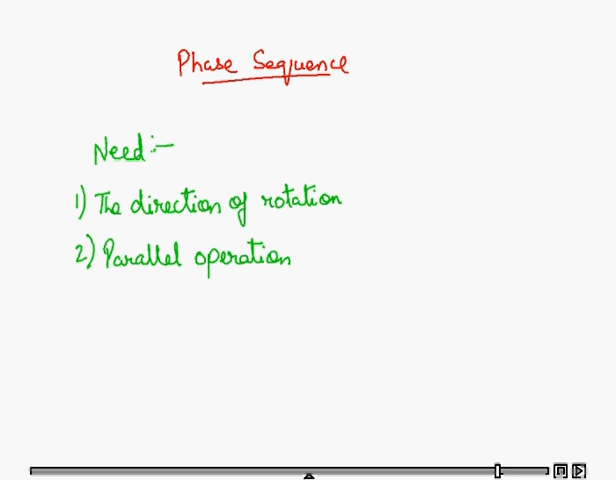 Phase Sequence
Need :-
1) The direction of rotation
2) Parallel operation